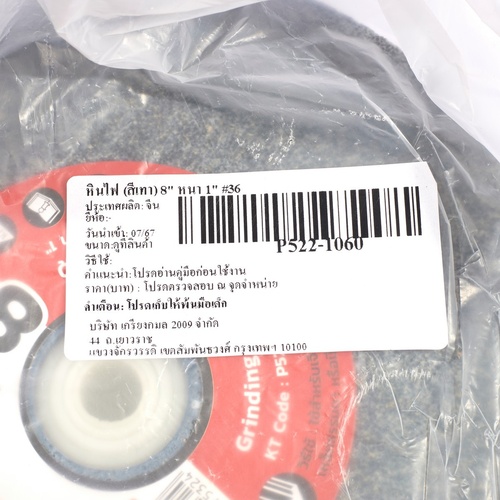 หินไฟ (สีเทา) 8" หนา 1" #36
ประเทศผลิต: จีน
ยี่ห้อ:-
วันนำเข้า: 07/67
ขนาด:ดูที่สินค้า
วิธีใช้:
P522-1060
คำแนะนำ: โปรดอ่านคู่มือก่อนใช้งาน
ราคา(บาท) : โปรดตรวจสอบ ณ จุดจำหน่าย
คำเตือน: โปรดเก็บให้พ้นมือเด็ก
บริษัท เกรียงกมล 2009 จำกัด
44 ถ.เยาวราช
แขวงจักรวรรดิ เขตสัมพันธวงศ์ กรุงเทพฯ 10100
8
Grinding
KT Code : P5